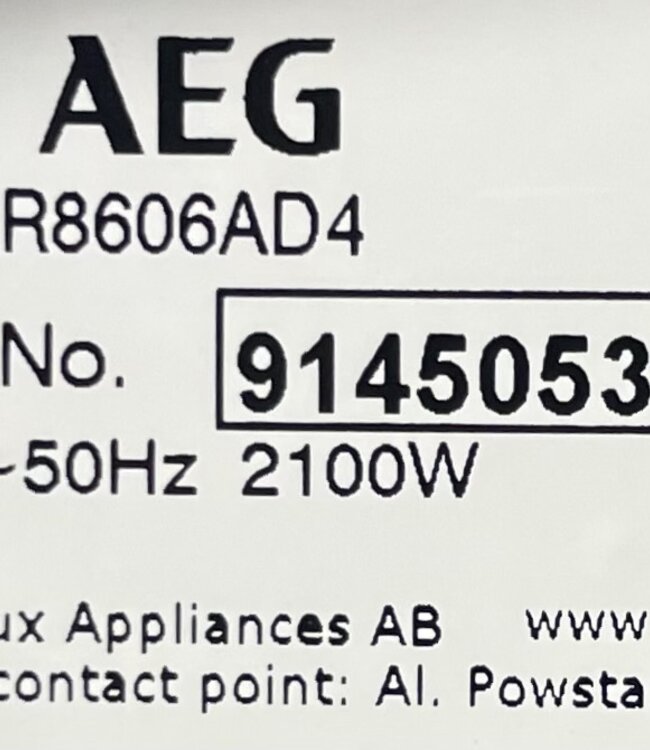 AEG
R8606AD4
No. 9145053
~50Hz 2100W
ux Appliances AB www
contact point: Al. Powsta